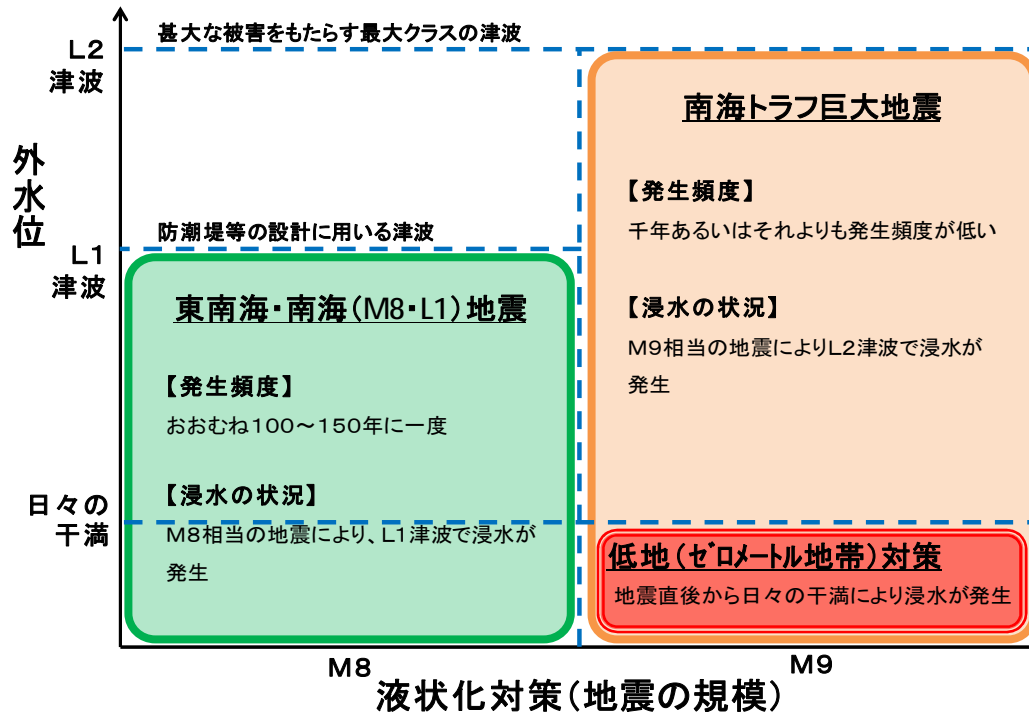 甚大な被害をもたらす最大クラスの津波
L2
津波
南海トラフ巨大地震
外水位
【発生頻度】
千年あるいはそれよりも発生頻度が低い
防潮堤等の設計に用いる津波
L1
津波
東南海・南海(M8・L1)地震
【浸水の状況】
M9相当の地震によりL2津波で浸水が
発生
【発生頻度】
おおむね100～150年に一度
【浸水の状況】
M8相当の地震により、L1津波で浸水が
発生
日々の
干満
低地(ｾﾞﾛﾒｰﾄﾙ地帯)対策
地震直後から日々の干満により浸水が発生
M8
M9
液状化対策(地震の規模)